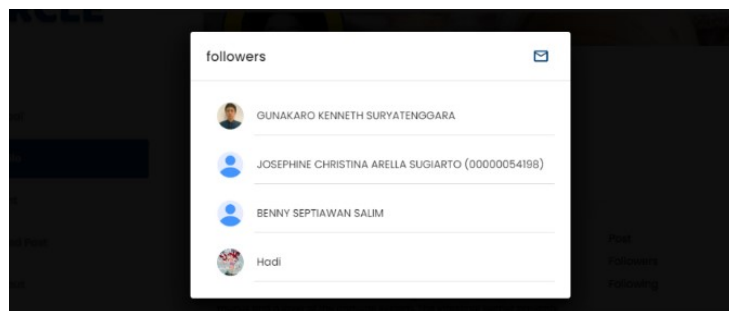 followers
GUNAKARO KENNETH SURYATENGGARA
JOSEPHINE CHRISTINA ARELLA SUGIARTO (00000054198)
BENNY SEPTIAWAN SALIM
Hadi
Post
Followers
Following